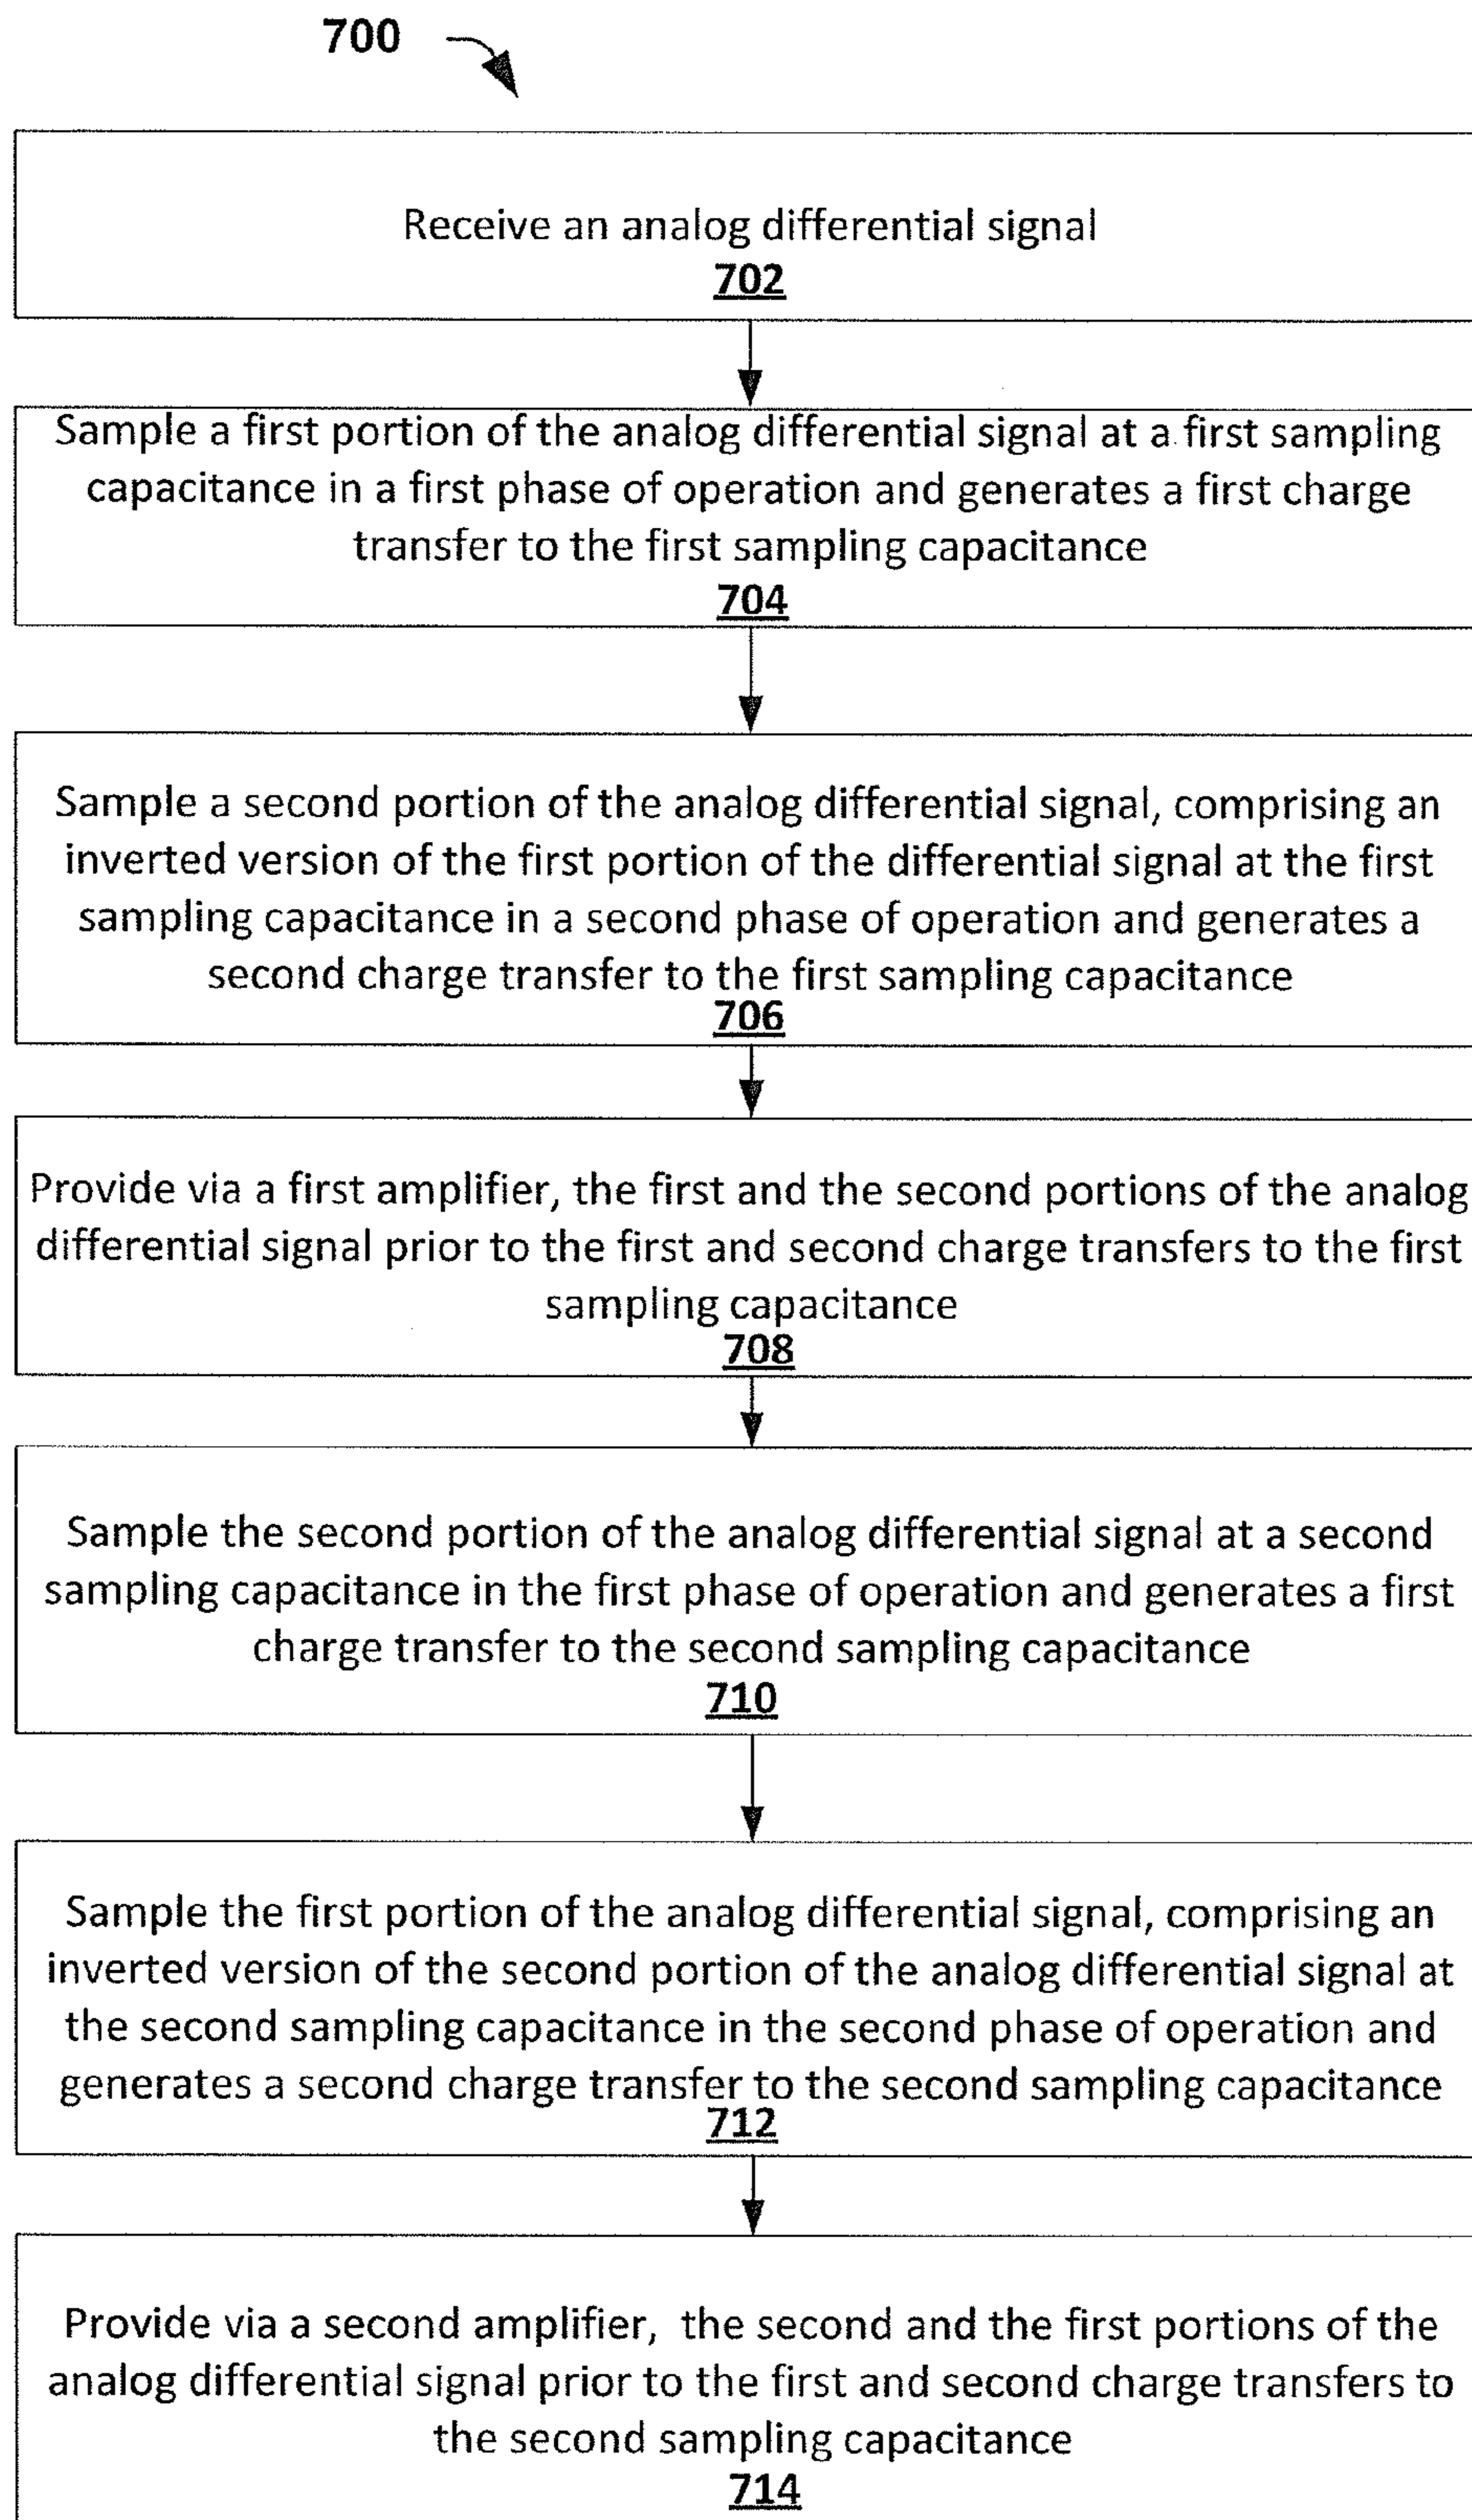 700
Receive an analog differential signal
702
Sample a first portion of the analog differential signal at a first sampling
capacitance in a first phase of operation and generates a first charge
transfer to the first sampling capacitance
704
Sample a second portion of the analog differential signal, comprising an
inverted version of the first portion of the differential signal at the first
sampling capacitance in a second phase of operation and generates a
second charge transfer to the first sampling capacitance
706
Provide via a first amplifier, the first and the second portions of the analog
differential signal prior to the first and second charge transfers to the first
sampling capacitance
708
Sample the second portion of the analog differential signal at a second
sampling capacitance in the first phase of operation and generates a first
charge transfer to the second sampling capacitance
710
Sample the first portion of the analog differential signal, comprising an
inverted version of the second portion of the analog differential signal at
the second sampling capacitance in the second phase of operation and
generates a second charge transfer to the second sampling capacitance
712
Provide via a second amplifier, the second and the first portions of the
analog differential signal prior to the first and second charge transfers to
the second sampling capacitance
714